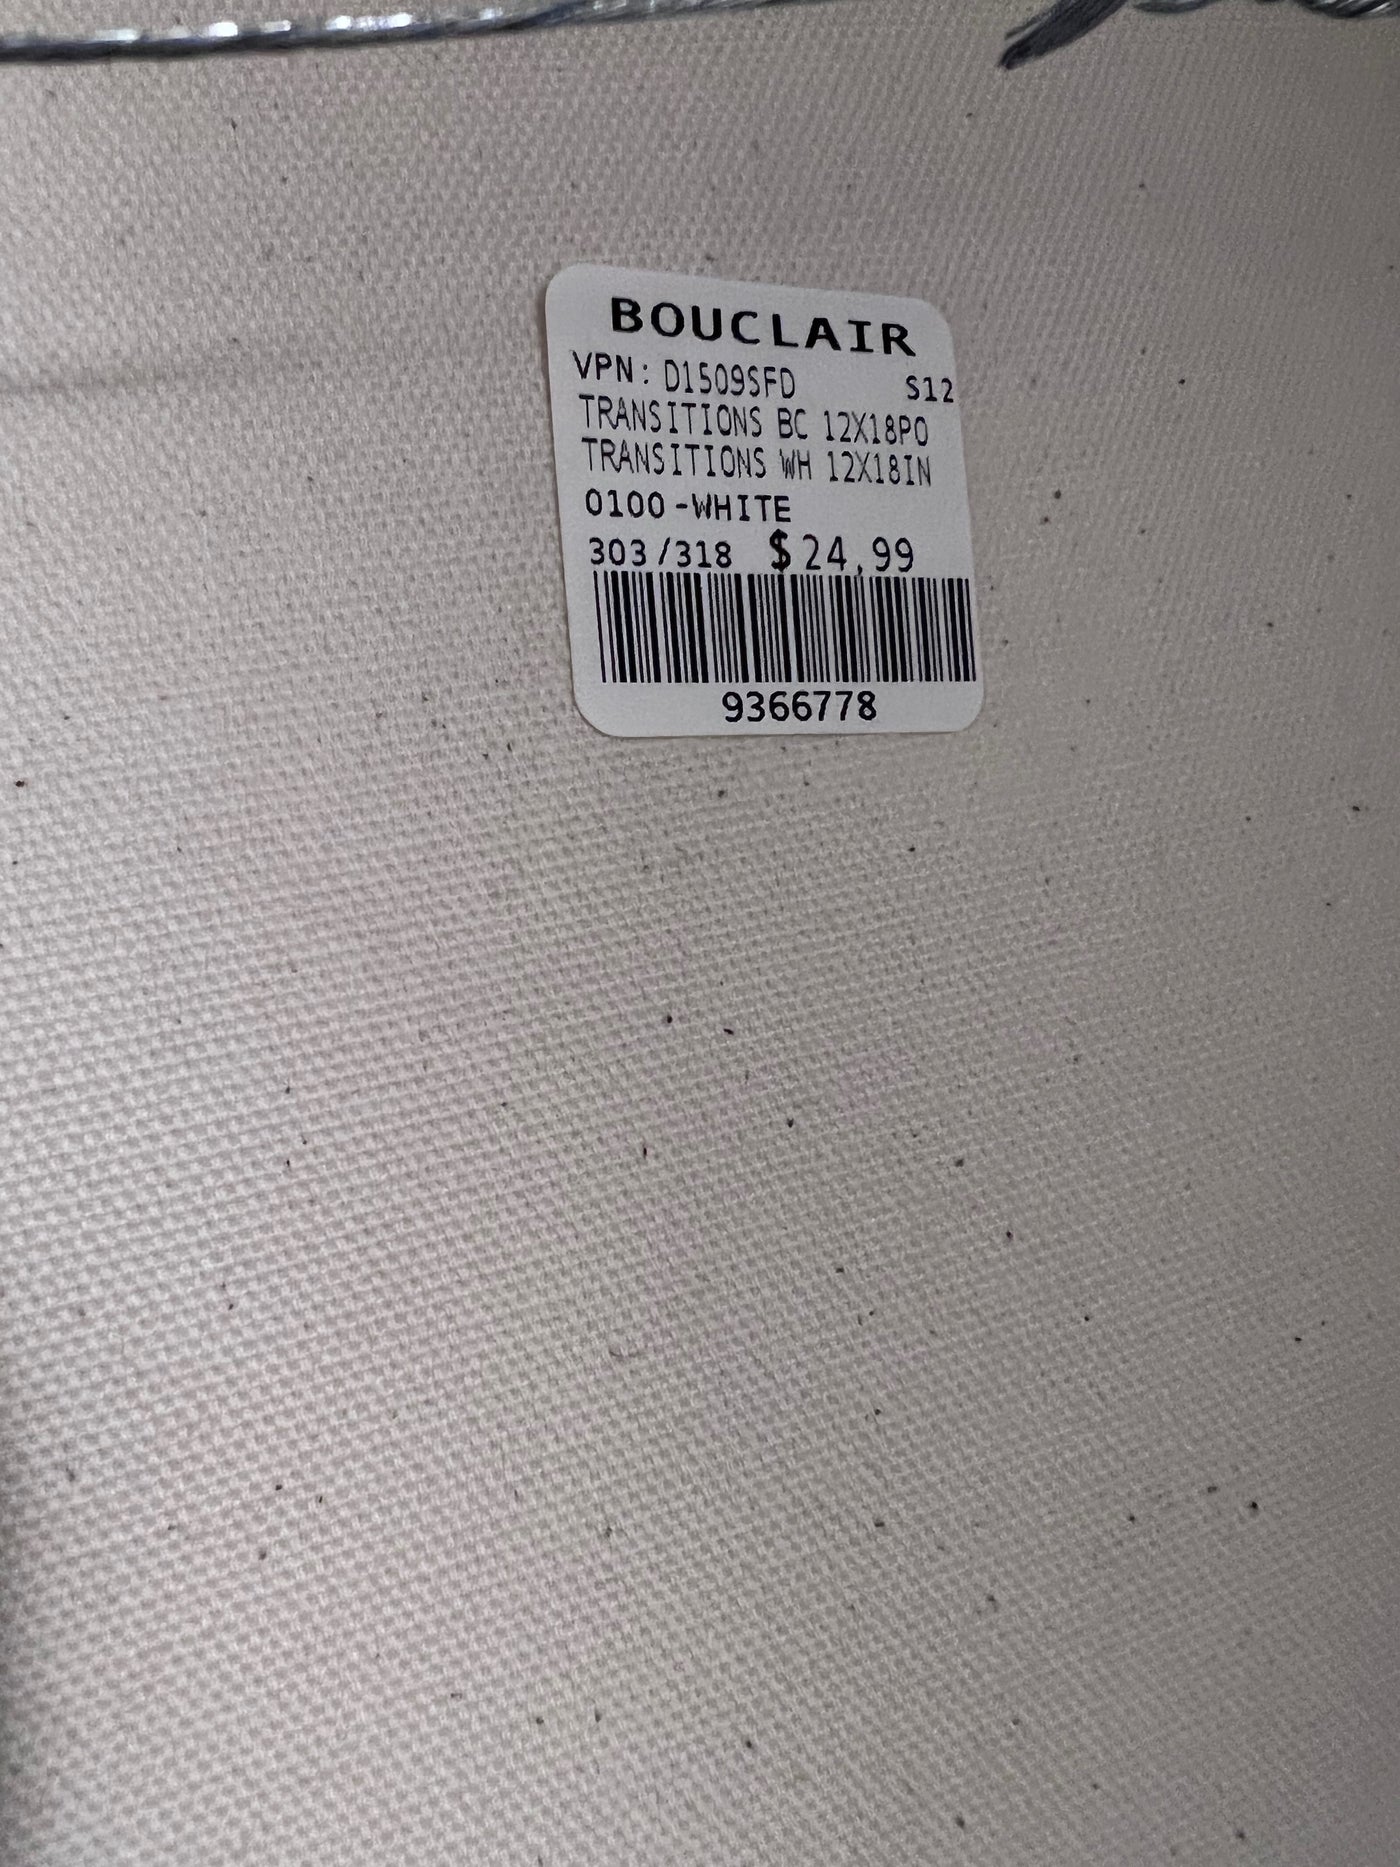 BOUCLAIR
VPN: D1509SFD S12
TRANSITIONS BC 12X18PO
TRANSITIONS WH 12X18IN
0100-WHITE
303/318 $24,99
9366778